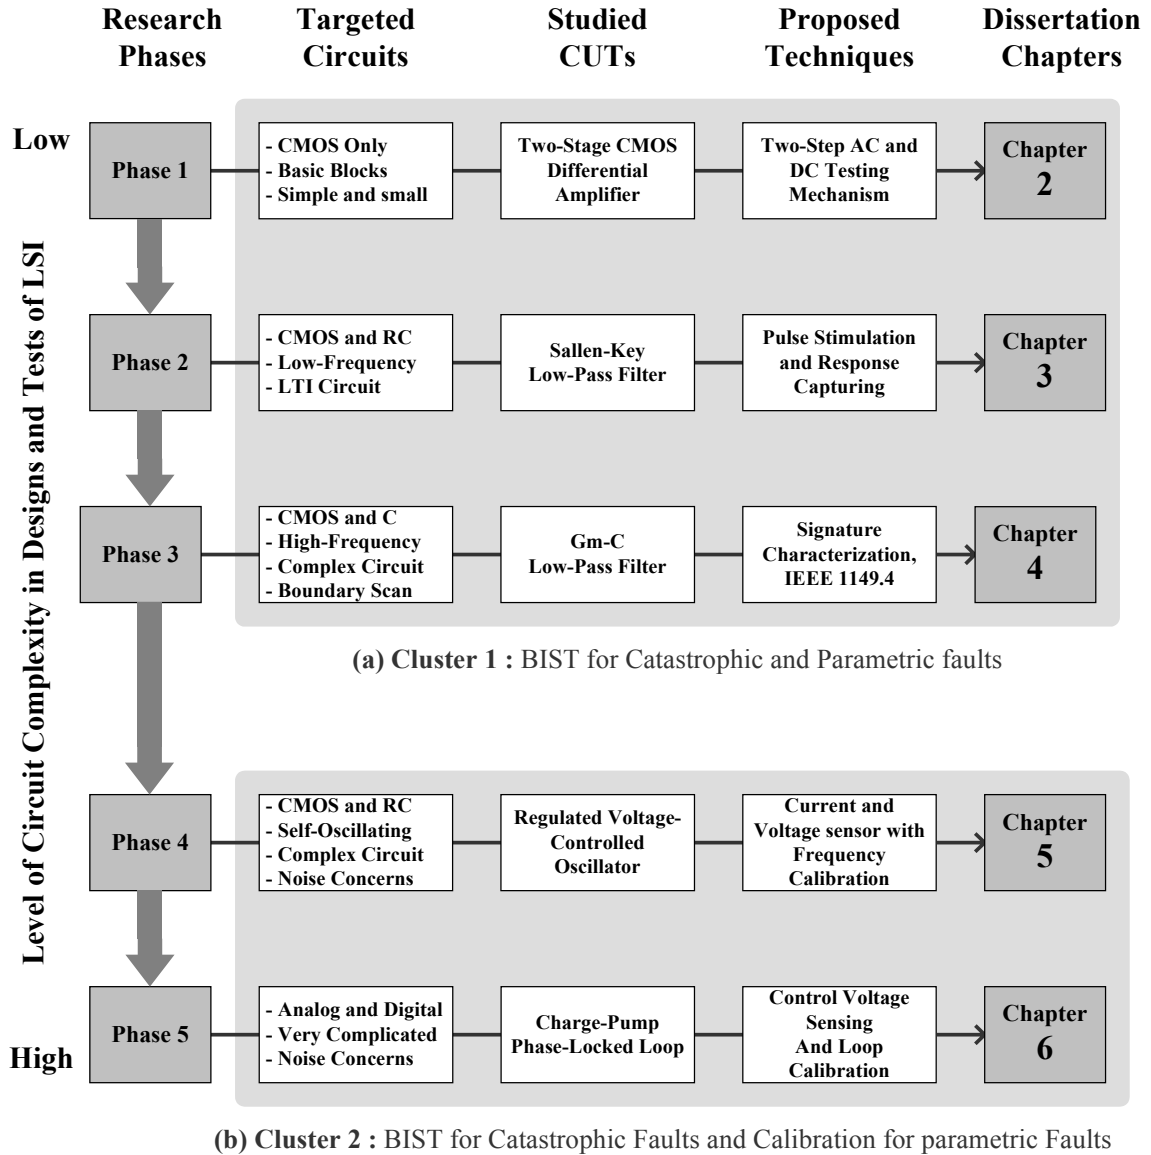 Research
Phases
Targeted
Circuits
Studied
CUTs
Proposed
Techniques
Dissertation
Chapters
Level of Circuit Complexity in Designs and Tests of LSI
Low
Phase 1
- CMOS Only
- Basic Blocks
- Simple and small
Two-Stage CMOS
Differential
Amplifier
Two-Step AC and
DC Testing
Mechanism
Chapter
2
Phase 2
- CMOS and RC
- Low-Frequency
- LTI Circuit
Sallen-Key
Low-Pass Filter
Pulse Stimulation
and Response
Capturing
Chapter
3
Phase 3
- CMOS and C
- High-Frequency
- Complex Circuit
- Boundary Scan
Gm-C
Low-Pass Filter
Signature
Characterization,
IEEE 1149.4
Chapter
4
(a) Cluster 1 : BIST for Catastrophic and Parametric faults
Phase 4
- CMOS and RC
- Self-Oscillating
- Complex Circuit
- Noise Concerns
Regulated Voltage-
Controlled
Oscillator
Current and
Voltage sensor with
Frequency
Calibration
Chapter
5
High
Phase 5
- Analog and Digital
- Very Complicated
- Noise Concerns
Charge-Pump
Phase-Locked Loop
Control Voltage
Sensing
And Loop
Calibration
Chapter
6
(b) Cluster 2 : BIST for Catastrophic Faults and Calibration for parametric Faults